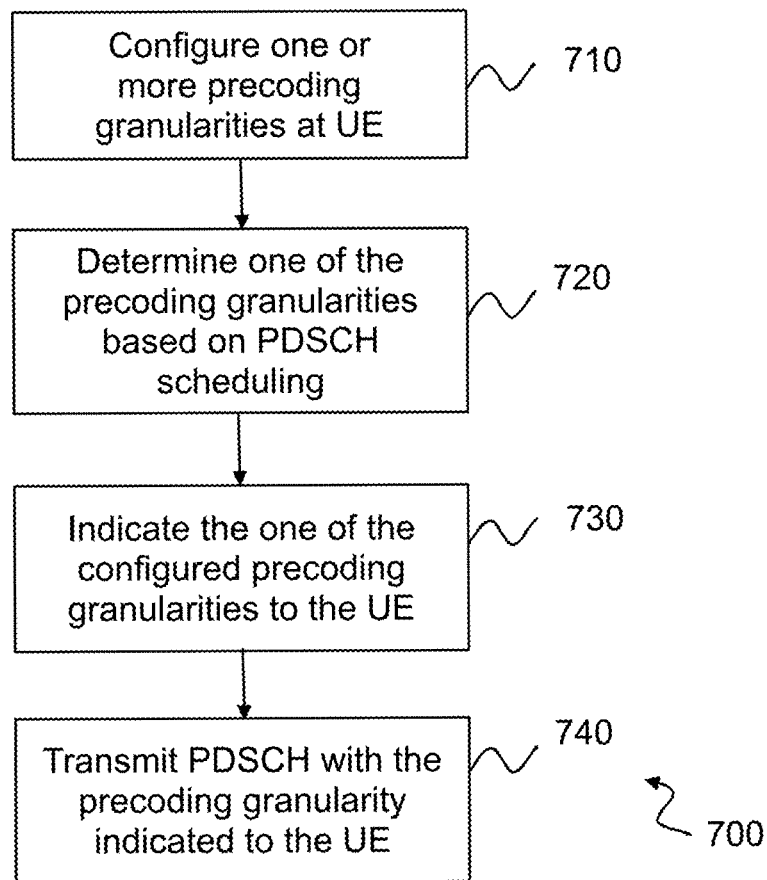 Configure one or
more precoding
granularities at UE
710
Determine one of the
precoding granularities
based on PDSCH
scheduling
720
Indicate the one of the
configured precoding
granularities to the UE
730
Transmit PDSCH with the
precoding granularity
indicated to the UE
740
700